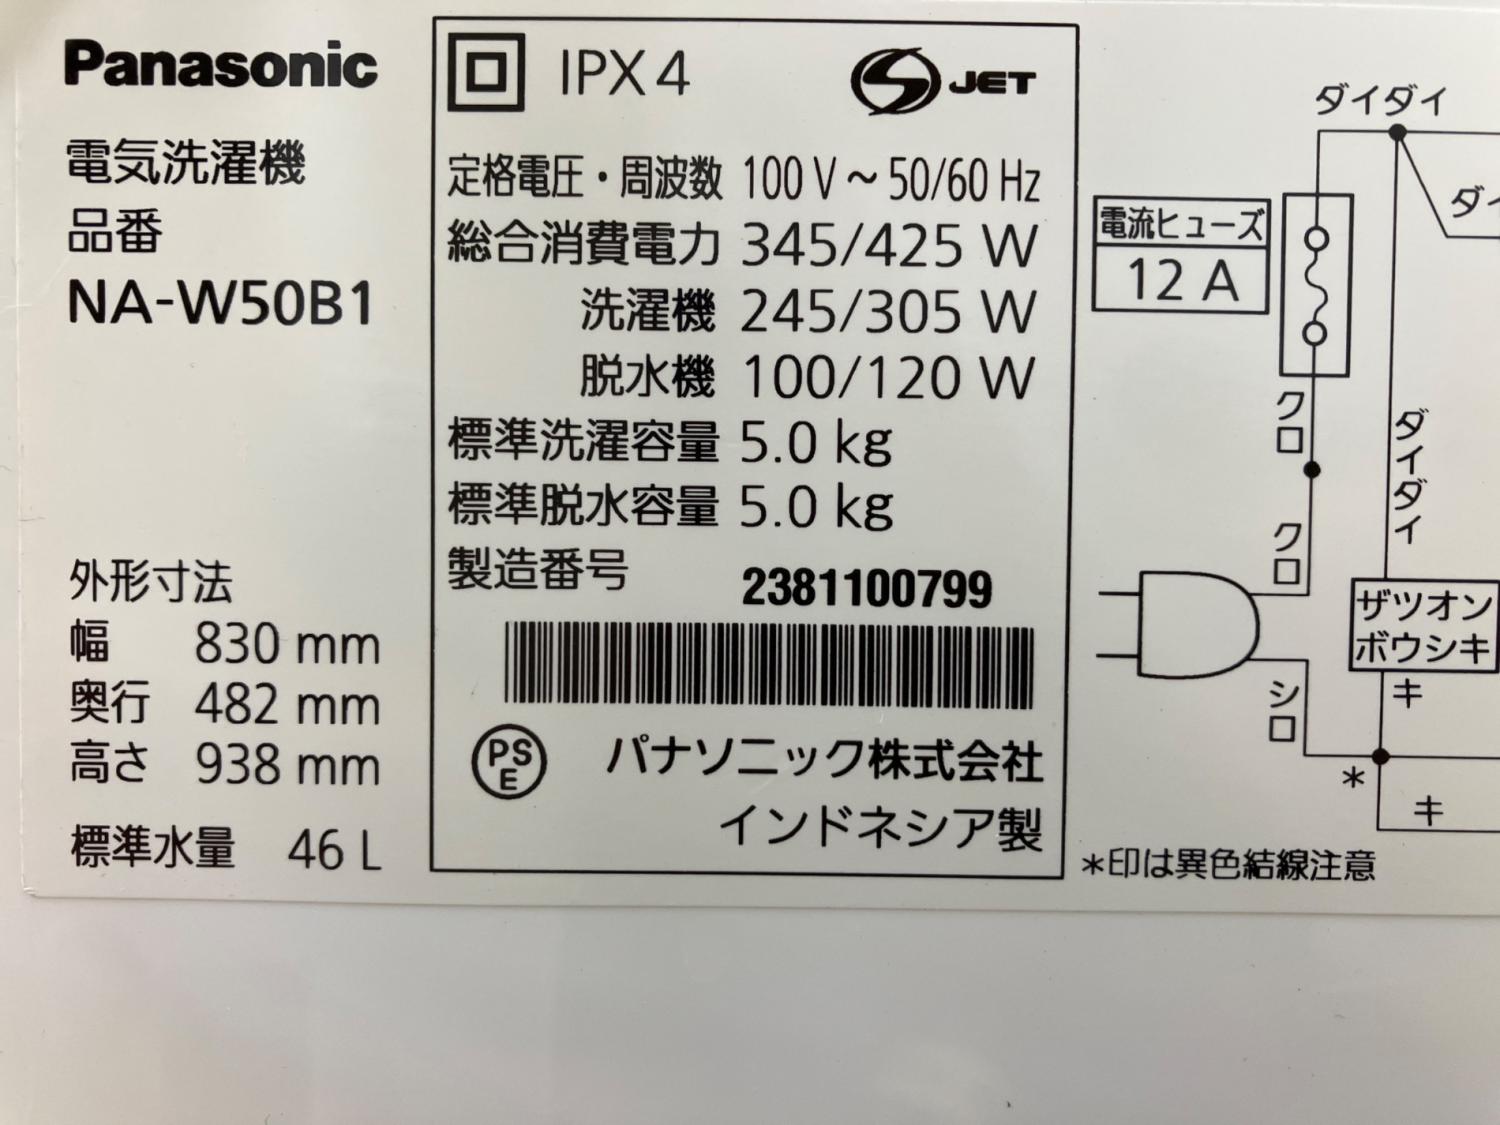 Panasonic
電気洗濯機
品番
NA-W50B1
外形寸法
幅 830 mm
奥行 482 mm
高さ 938 mm
標準水量 46 L
IPX4
S JET
定格電圧・周波数 100 V ~ 50/60 Hz
総合消費電力 345/425 W
洗濯機 245/305 W
脱水機 100/120 W
標準洗濯容量 5.0 kg
標準脱水容量 5.0 kg
製造番号 2381100799
PS
E
パナソニック株式会社
インドネシア製
ダイダイ
電流ヒューズ
12 A
クロ
ダイダイ
クロ
ザツオン
ボウシキ
シロ
キ
*
キ
*印は異色結線注意